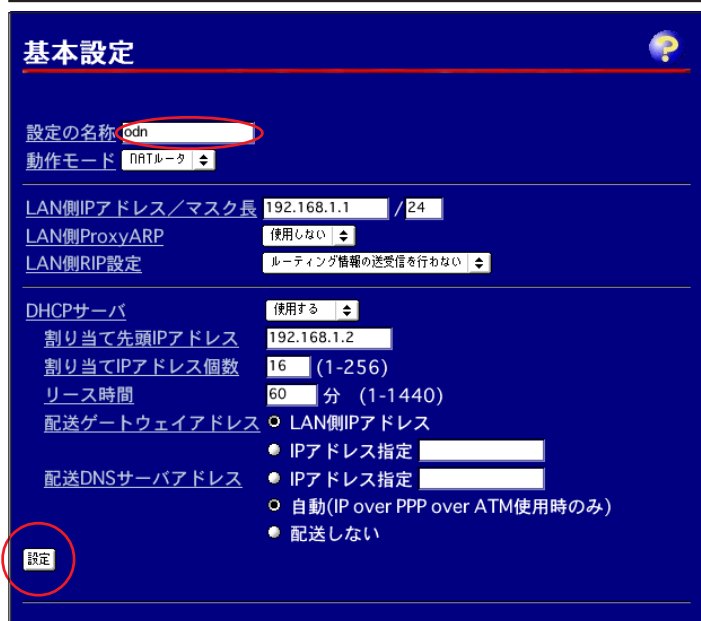 基本設定
?
設定の名称 odn
動作モード NATルータ
LAN側IPアドレス／マスク長 192.168.1.1 / 24
LAN側ProxyARP 使用しない
LAN側RIP設定 ルーティング情報の送受信を行わない
DHCPサーバ 使用する
割り当て先頭IPアドレス 192.168.1.2
割り当てIPアドレス個数 16 (1-256)
リース時間 60 分 (1-1440)
配送ゲートウェイアドレス LAN側IPアドレス
IPアドレス指定
配送DNSサーバアドレス IPアドレス指定
自動(IP over PPP over ATM使用時のみ)
配送しない
設定